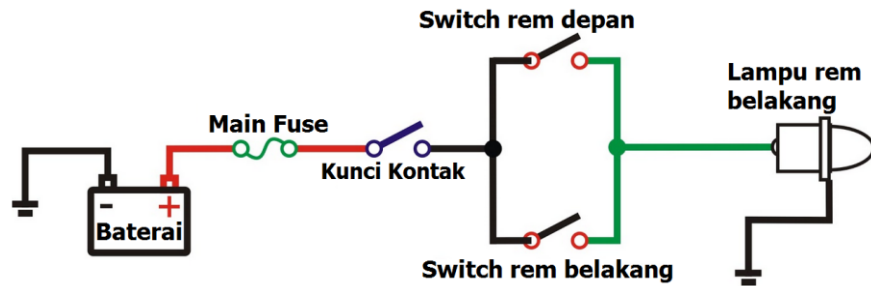 Switch rem depan
Lampu rem
belakang
Main Fuse
Kunci Kontak
- +
Baterai
Switch rem belakang